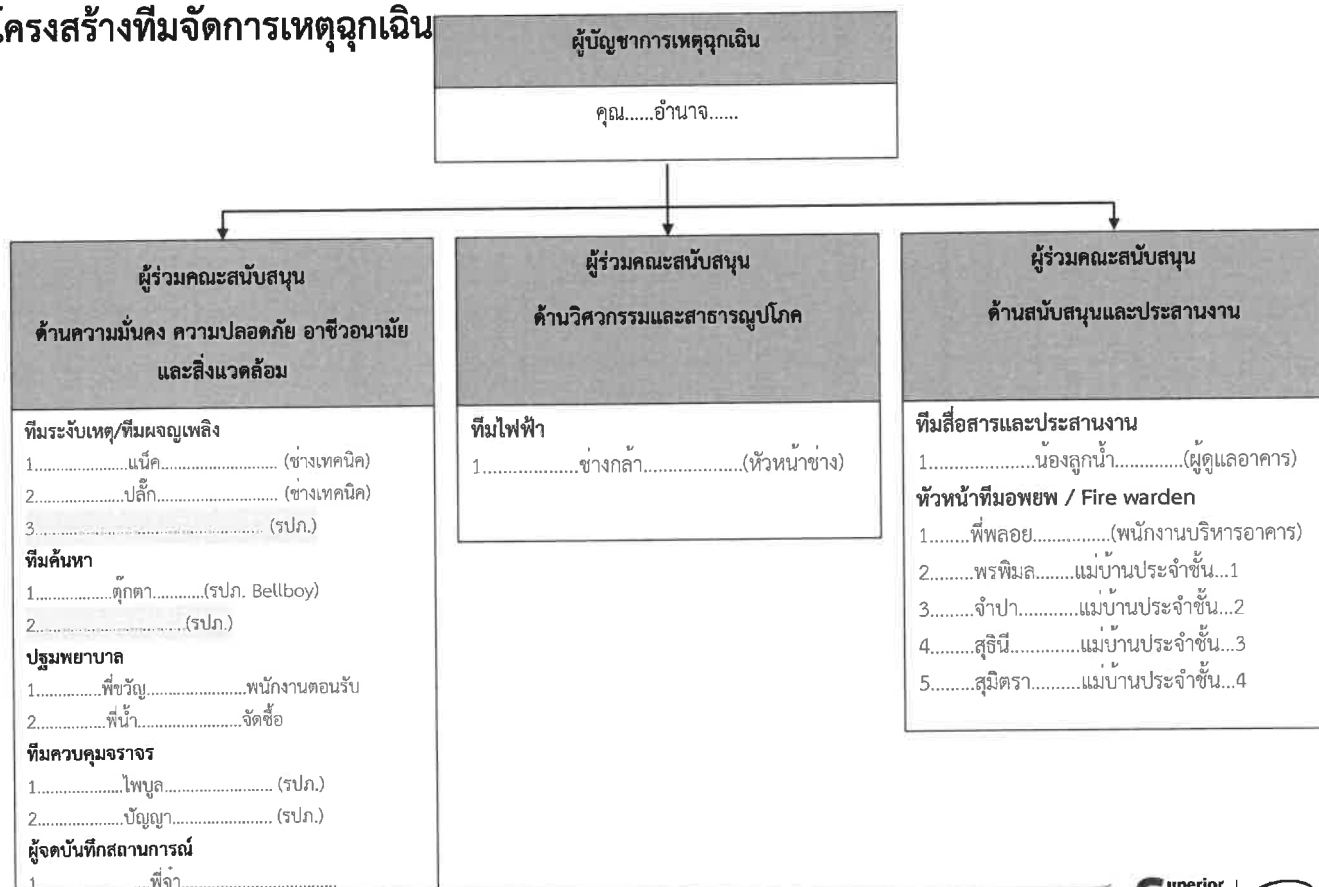 โครงสร้างทีมจัดการเหตุฉุกเฉิน
ผู้บัญชาการเหตุฉุกเฉิน
คุณ......อำนาจ......
ผู้ร่วมคณะสนับสนุน
ด้านความมั่นคง ความปลอดภัย อาชีวอนามัย
และสิ่งแวดล้อม
ทีมระงับเหตุ/ทีมผจญเพลิง
1.....................แน็ค.......................... (ช่างเทคนิค)
2....................ปลั๊ก........................... (ช่างเทคนิค)
3.................................................... (รปภ.)
ทีมค้นหา
1.................ตุ๊กตา...........(รปภ. Bellboy)
2..................................(รปภ.)
ปฐมพยาบาล
1..............พี่ขวัญ......................พนักงานตอนรับ
2................พี่น้ำ.......................จัดซื้อ
ทีมควบคุมจราจร
1...................ไพบูล........................ (รปภ.)
2...................บัญญา...................... (รปภ.)
ผู้จดบันทึกสถานการณ์
1.........................พี่จ๋า..................................
ผู้ร่วมคณะสนับสนุน
ด้านวิศวกรรมและสาธารณูปโภค
ทีมไฟฟ้า
1.....................ช่างกล้า......................(หัวหน้าช่าง)
ผู้ร่วมคณะสนับสนุน
ด้านสนับสนุนและประสานงาน
ทีมสื่อสารและประสานงาน
1.......................น้องลูกน้ำ...............(ผู้ดูแลอาคาร)
หัวหน้าทีมอพยพ / Fire warden
1........พี่พลอย.................(พนักงานบริหารอาคาร)
2.........พรพิมล........แม่บ้านประจำชั้น...1
3.........จำปา............แม่บ้านประจำชั้น...2
4.........สุธินี..............แม่บ้านประจำชั้น...3
5.........สุมิตรา..........แม่บ้านประจำชั้น...4
Superior